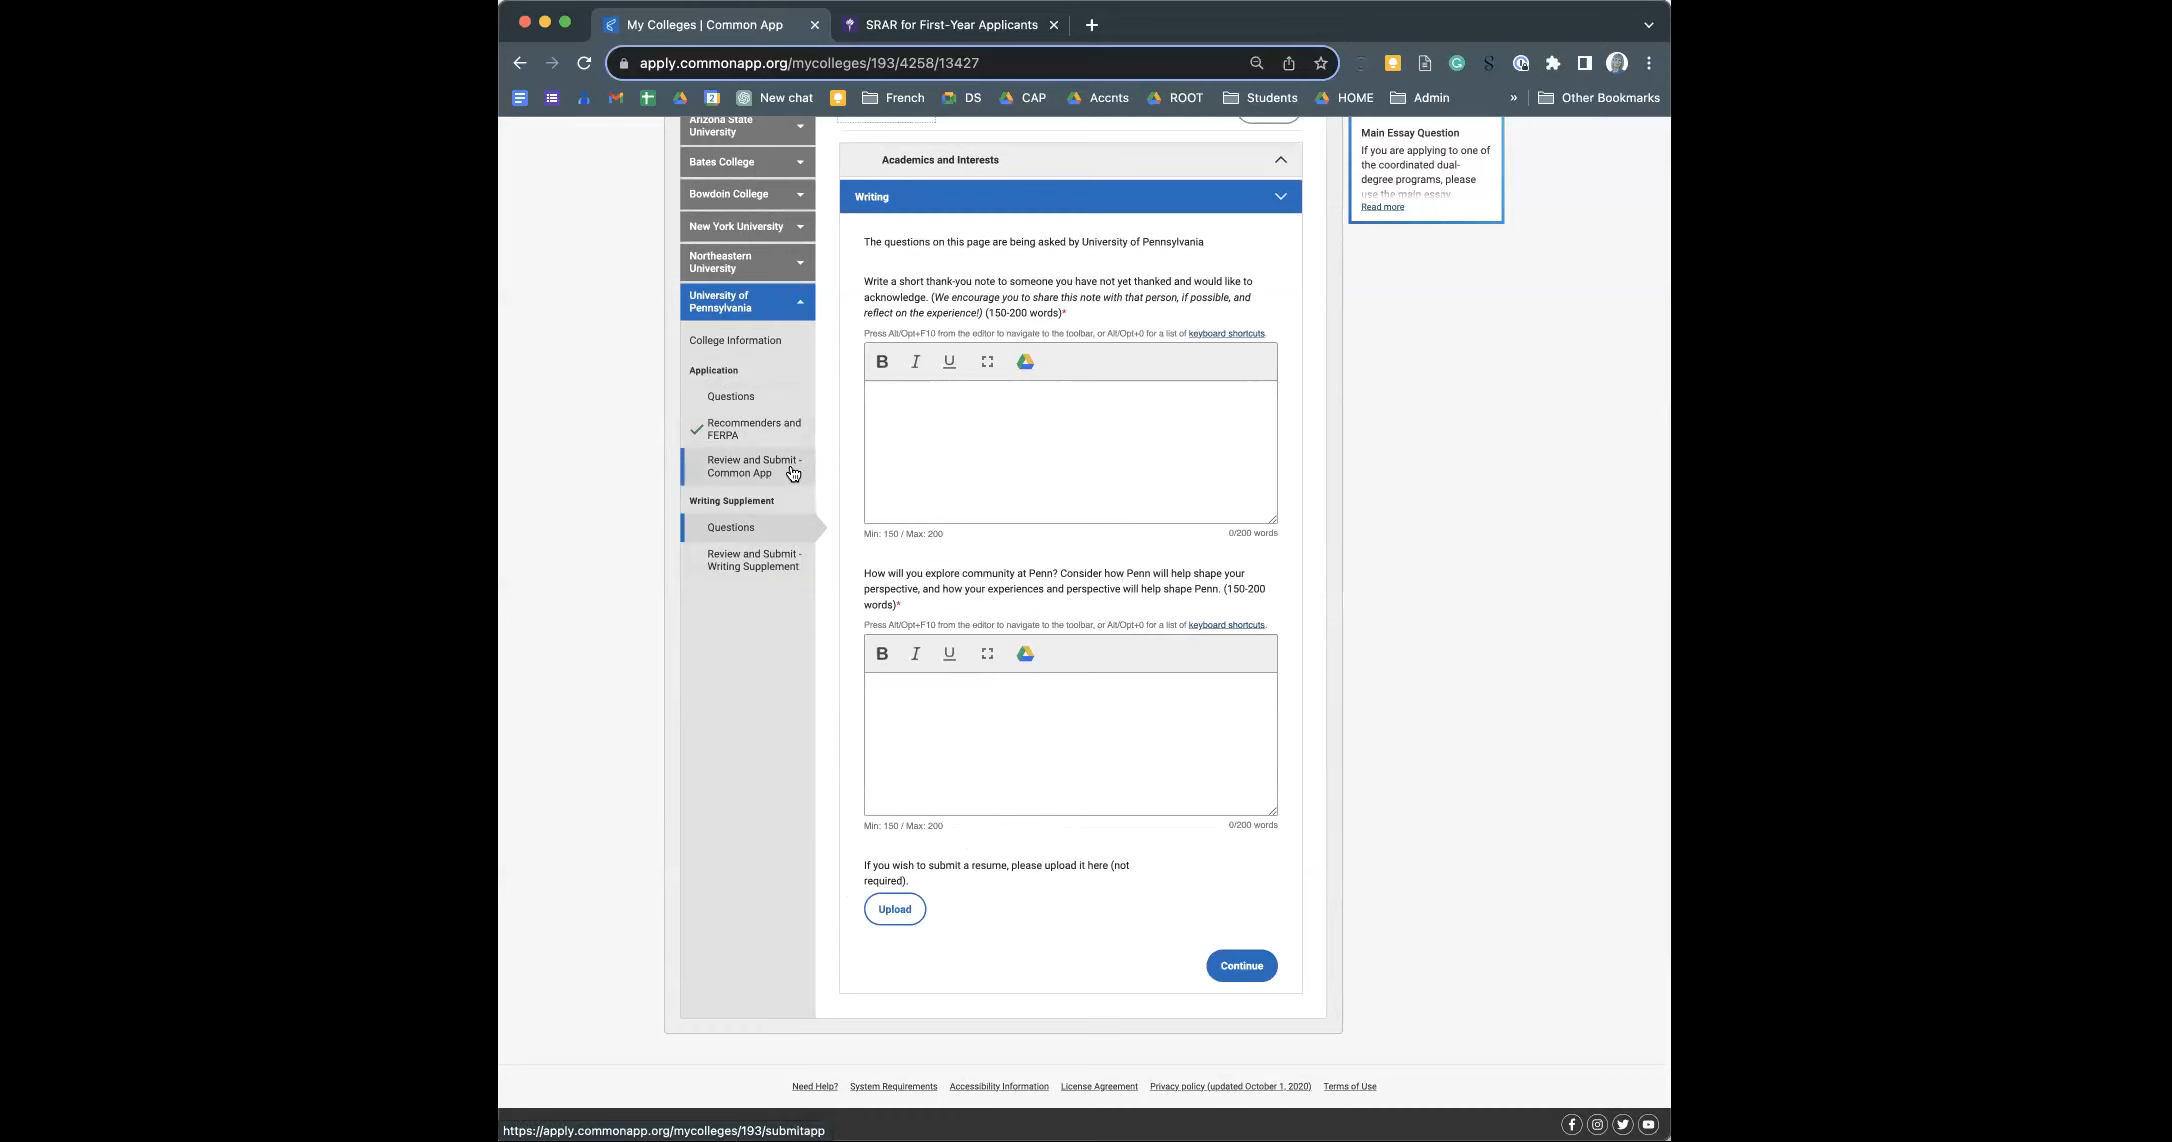 My Colleges | Common App
SRAR for First-Year Applicants
apply.commonapp.org/mycolleges/193/4258/13427
New chat
French
DS
CAP
Accnts
ROOT
Students
HOME
Admin
»
Other Bookmarks
Arizona State
University
Bates College
Bowdoin College
New York University
Northeastern
University
University of
Pennsylvania
College Information
Application
Questions
Recommenders and
FERPA
Review and Submit -
Common App
Writing Supplement
Questions
Review and Submit -
Writing Supplement
Academics and Interests
Writing
The questions on this page are being asked by University of Pennsylvania
Write a short thank-you note to someone you have not yet thanked and would like to
acknowledge. (We encourage you to share this note with that person, if possible, and
reflect on the experience!) (150-200 words)*
Press Alt/Opt+F10 from the editor to navigate to the toolbar, or Alt/Opt+0 for a list of keyboard shortcuts.
B I U
Min: 150 / Max: 200
0/200 words
How will you explore community at Penn? Consider how Penn will help shape your
perspective, and how your experiences and perspective will help shape Penn. (150-200
words)*
Press Alt/Opt+F10 from the editor to navigate to the toolbar, or Alt/Opt+0 for a list of keyboard shortcuts.
B I U
Min: 150 / Max: 200
0/200 words
If you wish to submit a resume, please upload it here (not
required).
Upload
Continue
Main Essay Question
If you are applying to one of
the coordinated dual-
degree programs, please
use the main essay
Read more
Need Help?
System Requirements
Accessibility Information
License Agreement
Privacy policy (updated October 1, 2020)
Terms of Use
https://apply.commonapp.org/mycolleges/193/submitapp